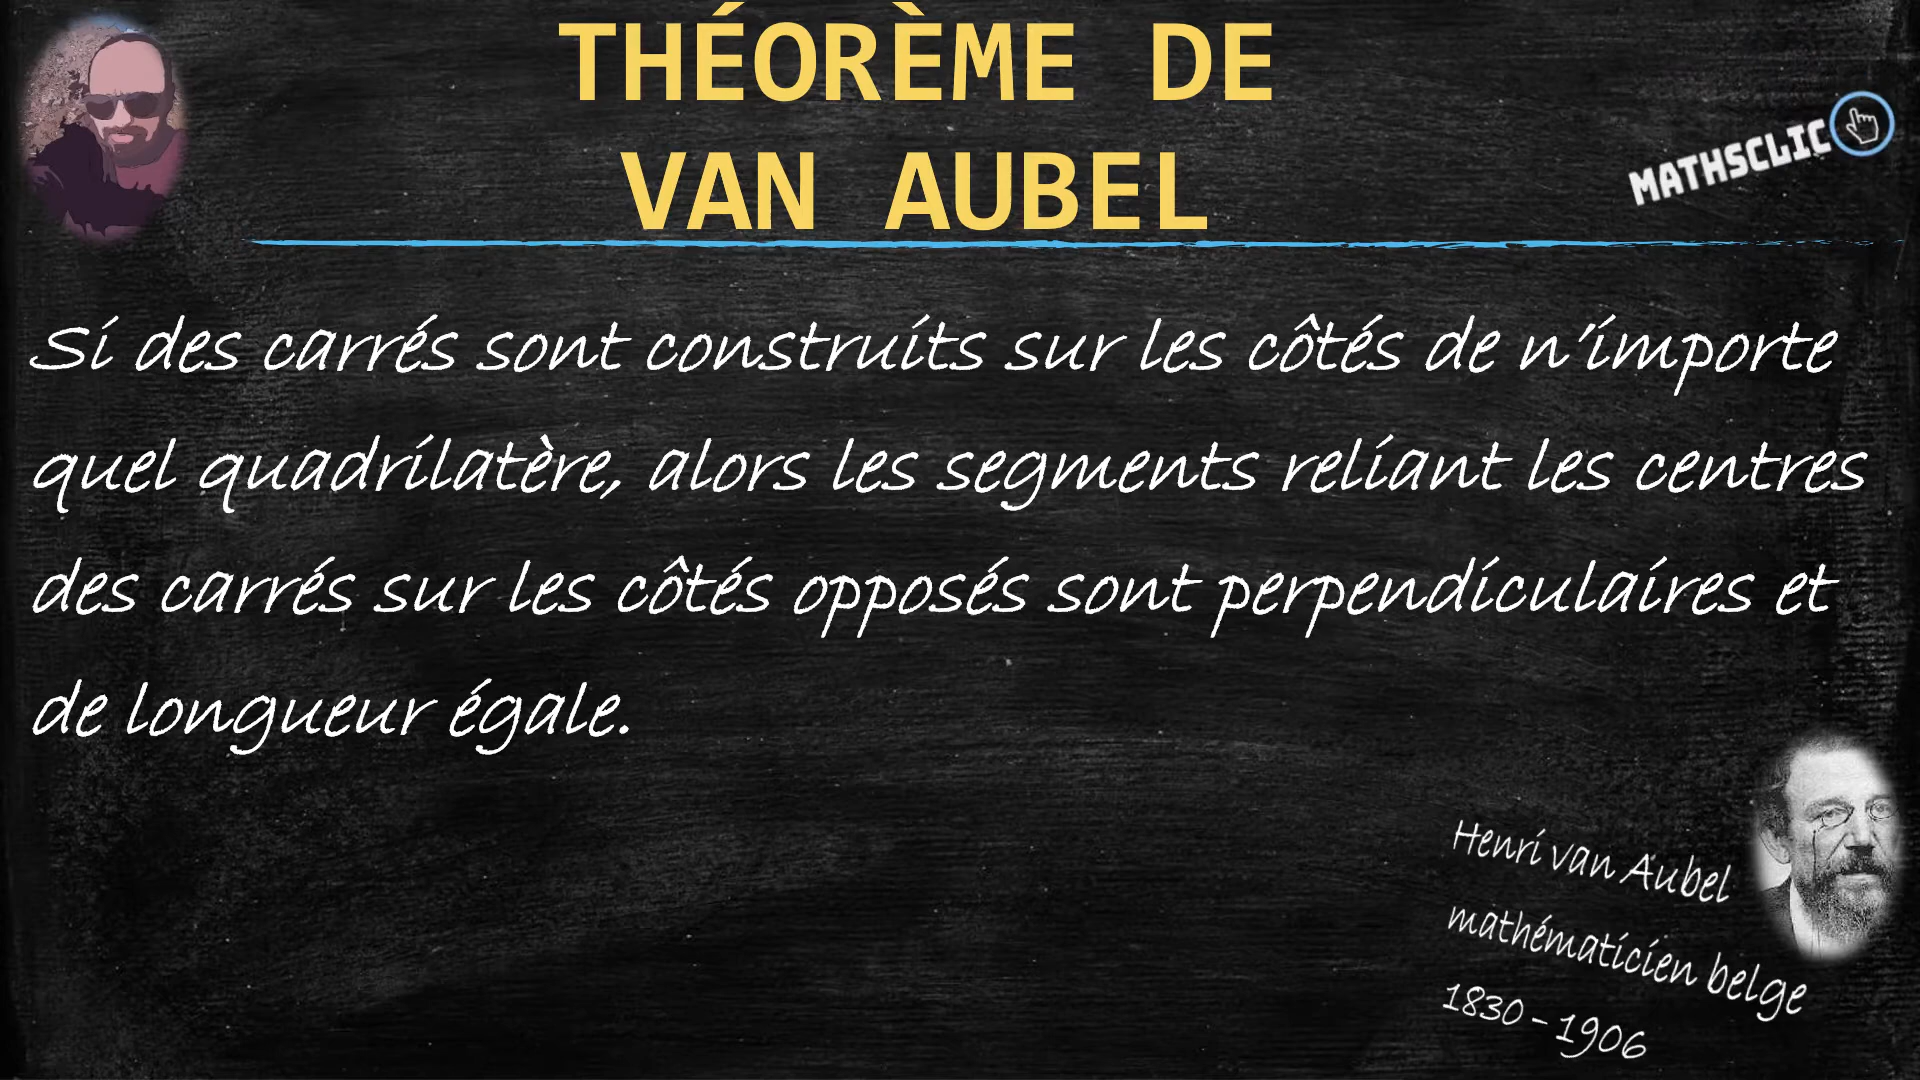 THÉORÈME DE
VAN AUBEL
MATHSCLIC
Si des carrés sont construits sur les côtés de n’importe
quel quadrilatère, alors les segments reliant les centres
des carrés sur les côtés opposés sont perpendiculaires et
de longueur égale.
Henri van Aubel
mathématicien belge
1830 – 1906